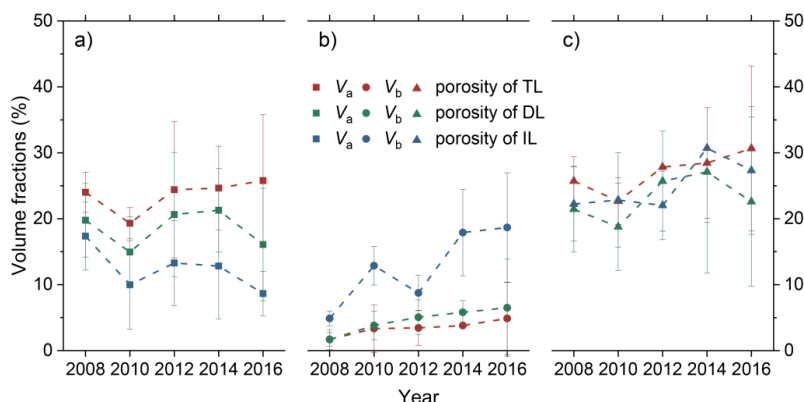 50 a) b) c) 50
40 40
Va Vb porosity of TL
Va Vb porosity of DL
Va Vb porosity of IL
30 30
Volume fractions (%)
20 20
10 10
0 0
2008 2010 2012 2014 2016 2008 2010 2012 2014 2016 2008 2010 2012 2014 2016
Year